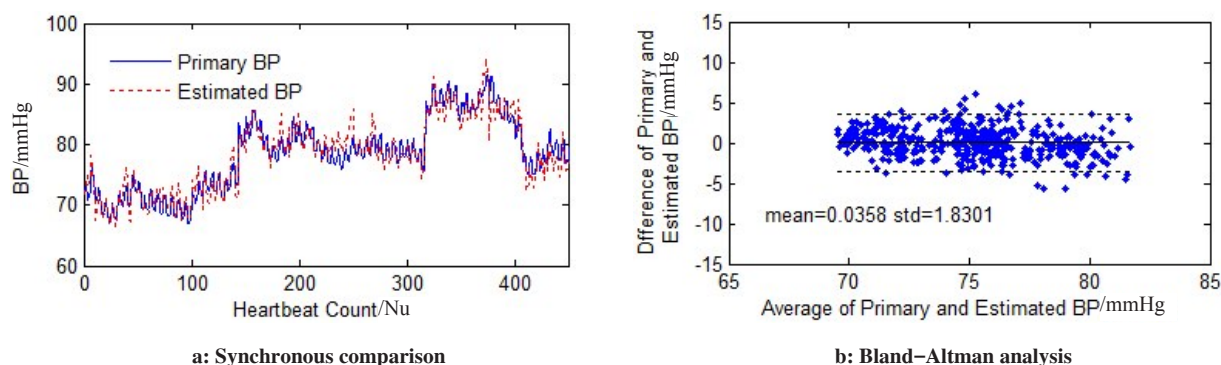 100
90
80
70
60
BP/mmHg
Primary BP
Estimated BP
0 100 200 300 400
Heartbeat Count/Nu
a: Synchronous comparison
15
10
5
0
-5
-10
-15
Dfference of Primary and
Estimated BP/mmHg
mean=0.0358 std=1.8301
65 70 75 80 85
Average of Primary and Estimated BP/mmHg
b: Bland-Altman analysis